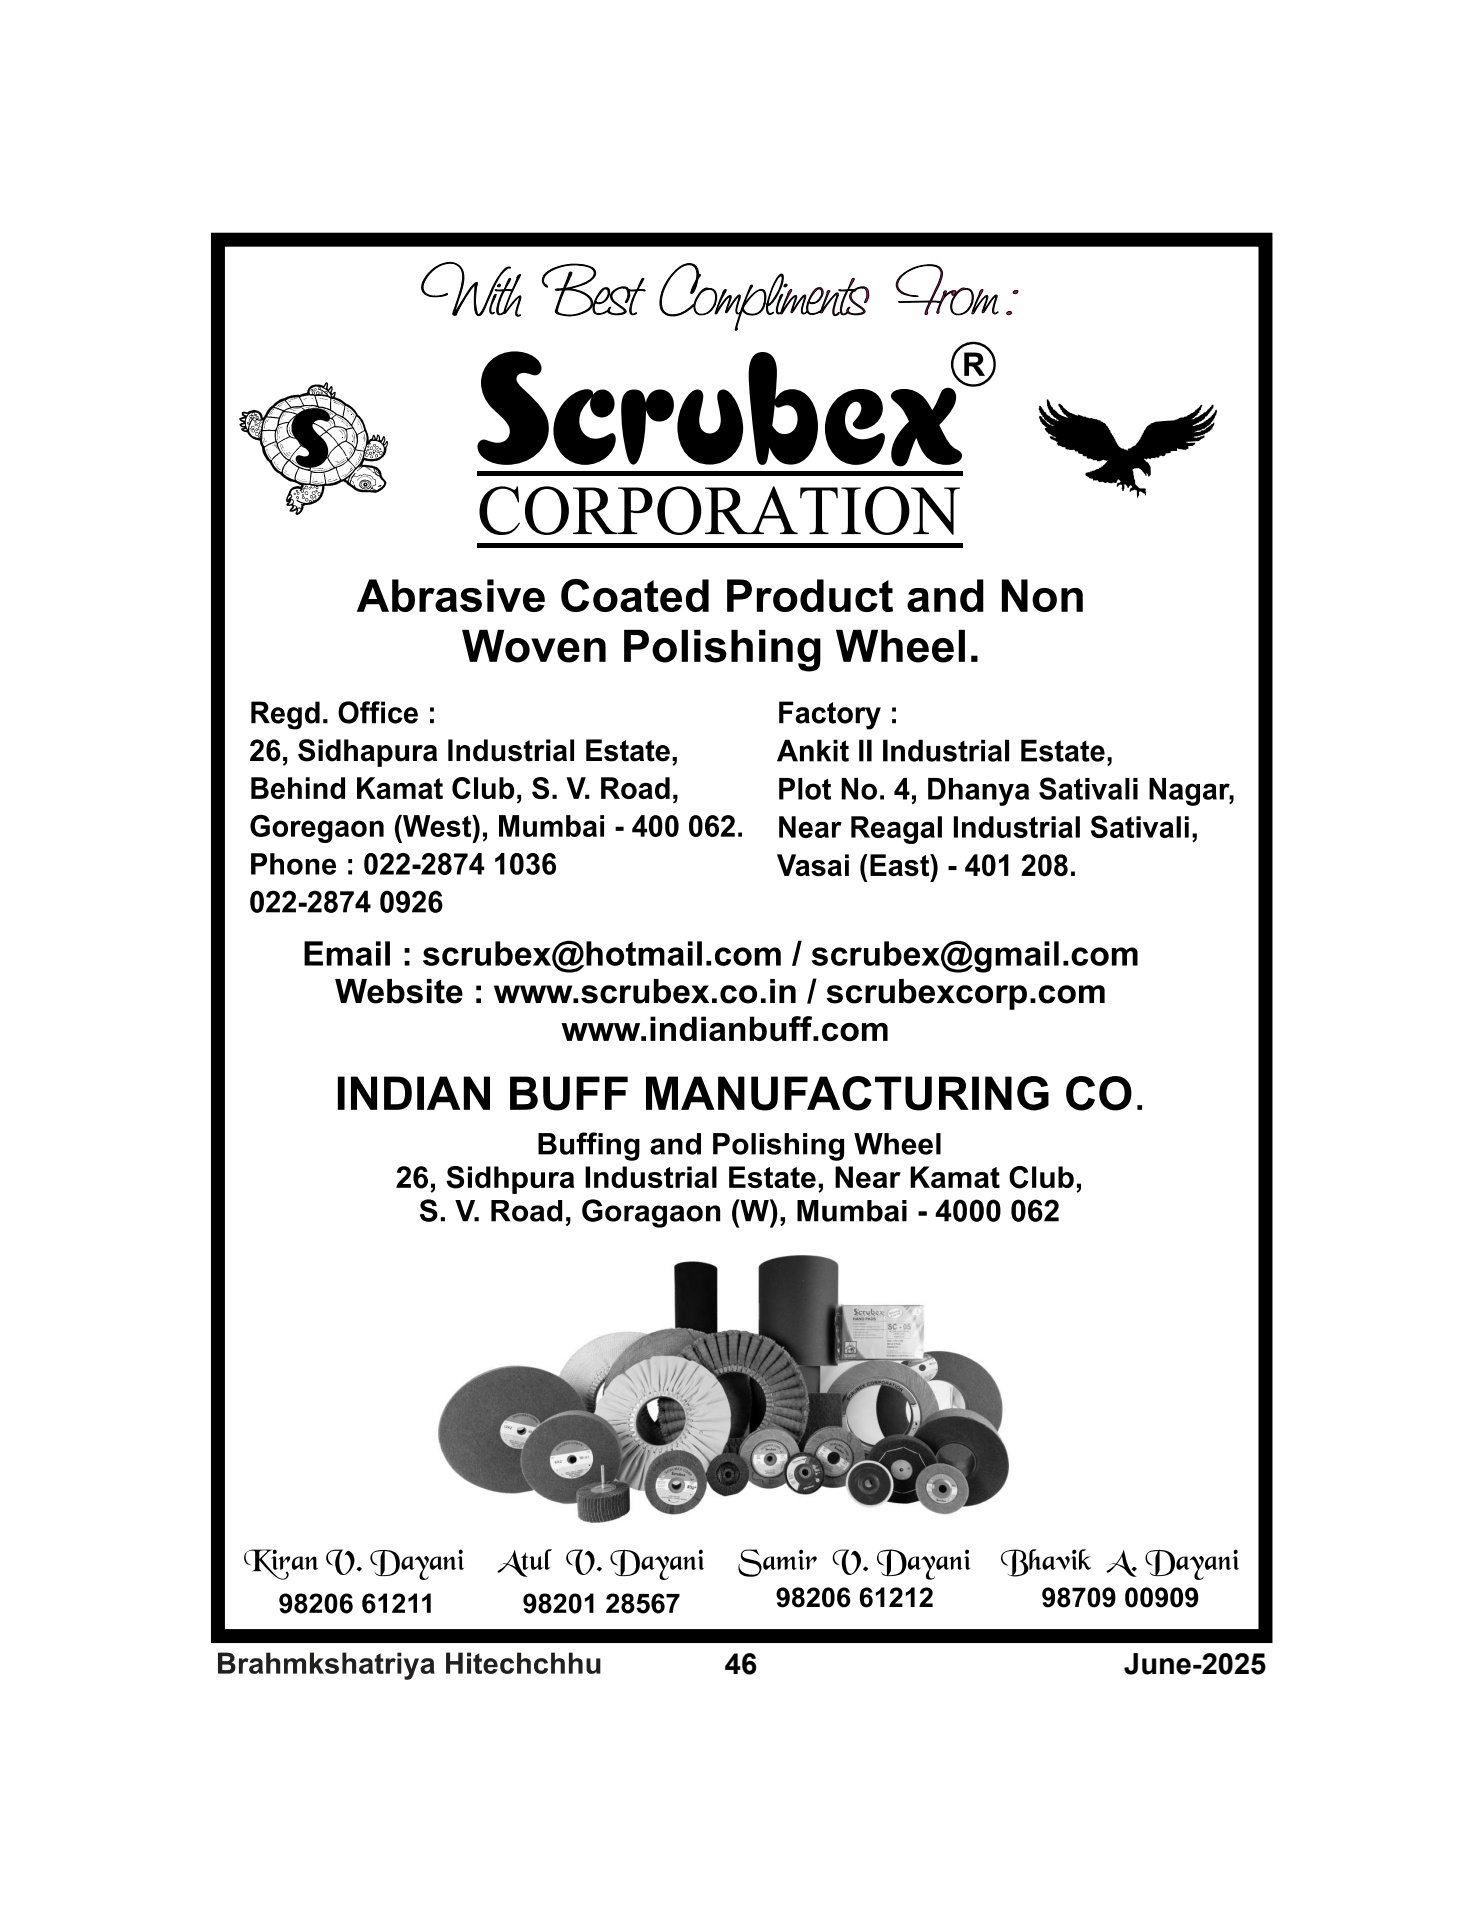 With Best Compliments From:
Scrubex®
CORPORATION
S
Abrasive Coated Product and Non
Woven Polishing Wheel.
Regd. Office :
26, Sidhapura Industrial Estate,
Behind Kamat Club, S. V. Road,
Goregaon (West), Mumbai - 400 062.
Phone : 022-2874 1036
022-2874 0926
Factory :
Ankit II Industrial Estate,
Plot No. 4, Dhanya Sativali Nagar,
Near Reagal Industrial Sativali,
Vasai (East) - 401 208.
Email : scrubex@hotmail.com / scrubex@gmail.com
Website : www.scrubex.co.in / scrubexcorp.com
www.indianbuff.com
INDIAN BUFF MANUFACTURING CO.
Buffing and Polishing Wheel
26, Sidhpura Industrial Estate, Near Kamat Club,
S. V. Road, Goragaon (W), Mumbai - 4000 062
Scrubex
HAND PADS
SC - 05
SCRUBEX CORPORATION
Kiran V. Dayani
98206 61211
Atul V. Dayani
98201 28567
Samir V. Dayani
98206 61212
Bhavik A. Dayani
98709 00909
Brahmkshatriya Hitechchhu
46
June-2025